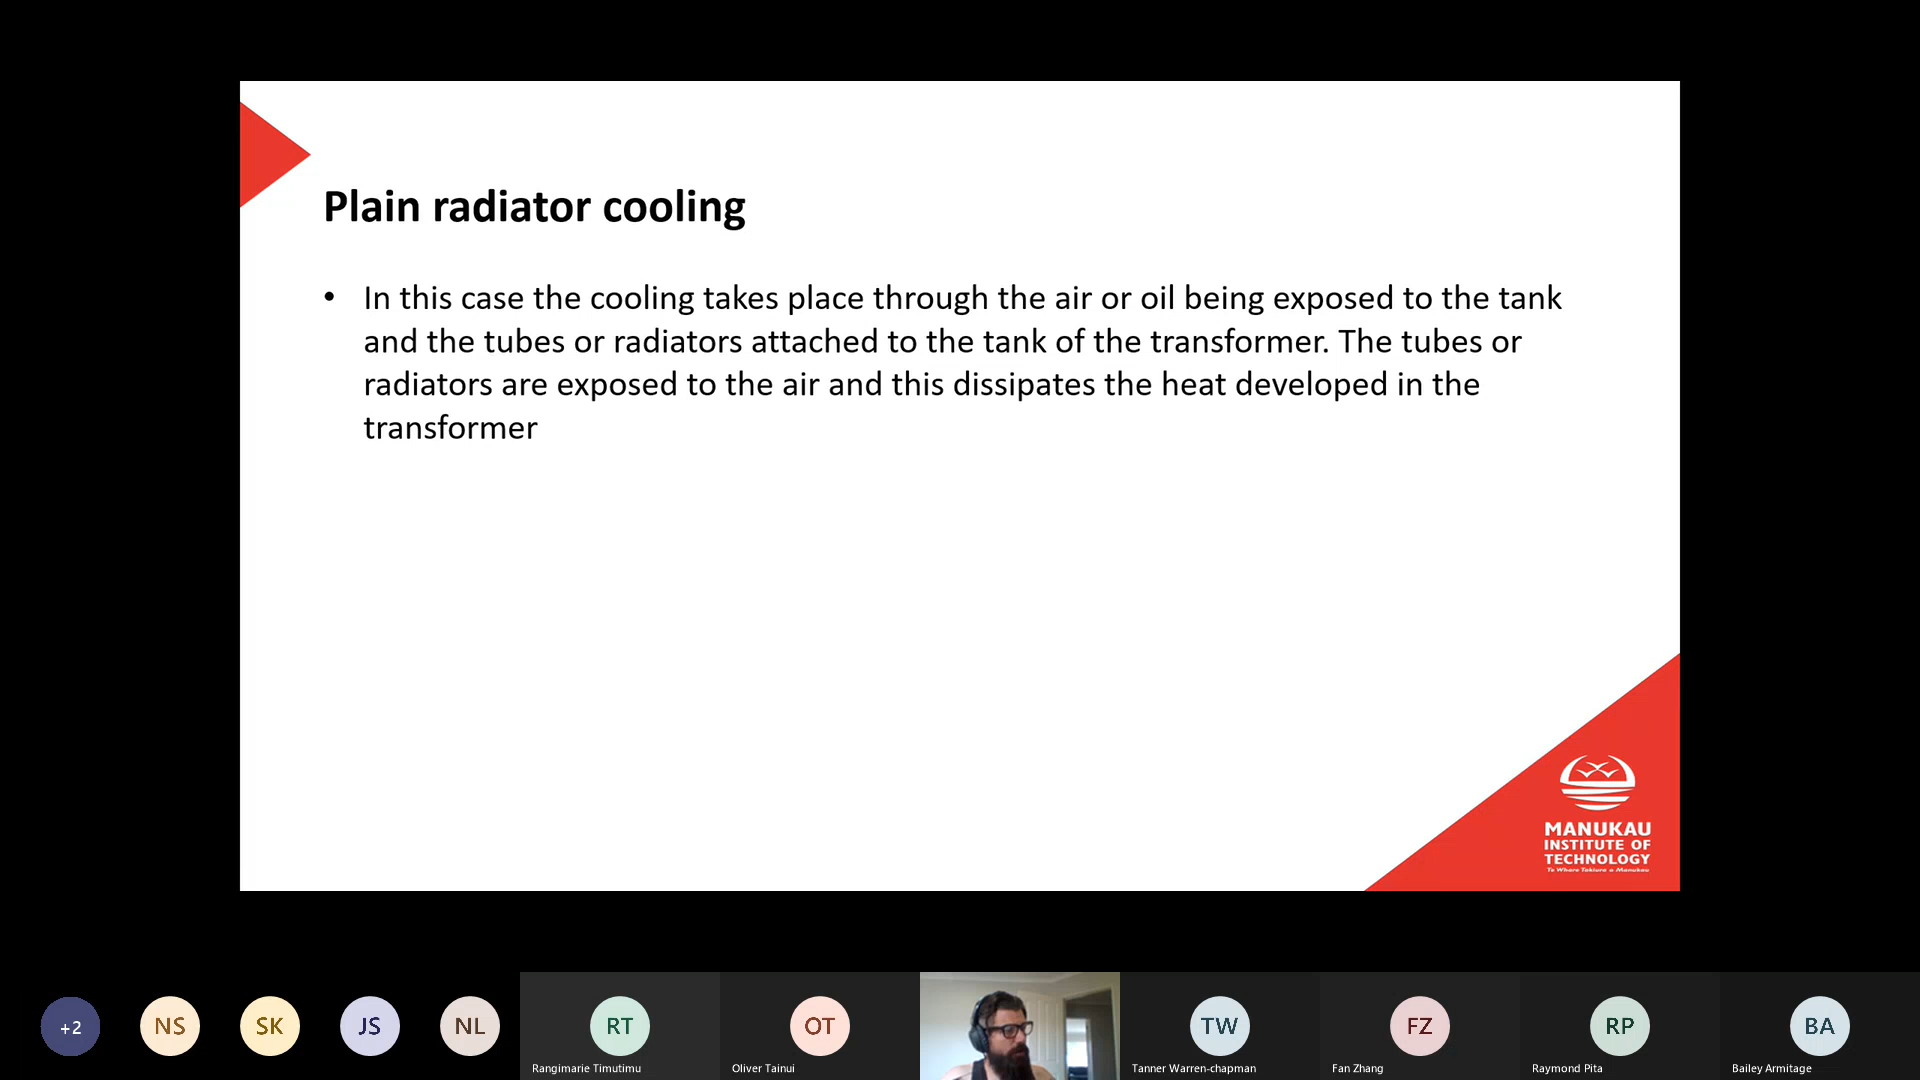 Plain radiator cooling
• In this case the cooling takes place through the air or oil being exposed to the tank
and the tubes or radiators attached to the tank of the transformer. The tubes or
radiators are exposed to the air and this dissipates the heat developed in the
transformer
MANUKAU
INSTITUTE OF
TECHNOLOGY
Te Whare Takiura o Manukau
+2
NS
SK
JS
NL
RT
OT
TW
FZ
RP
BA
Rangimarie Timutimu
Oliver Tainui
Tanner Warren-chapman
Fan Zhang
Raymond Pita
Bailey Armitage